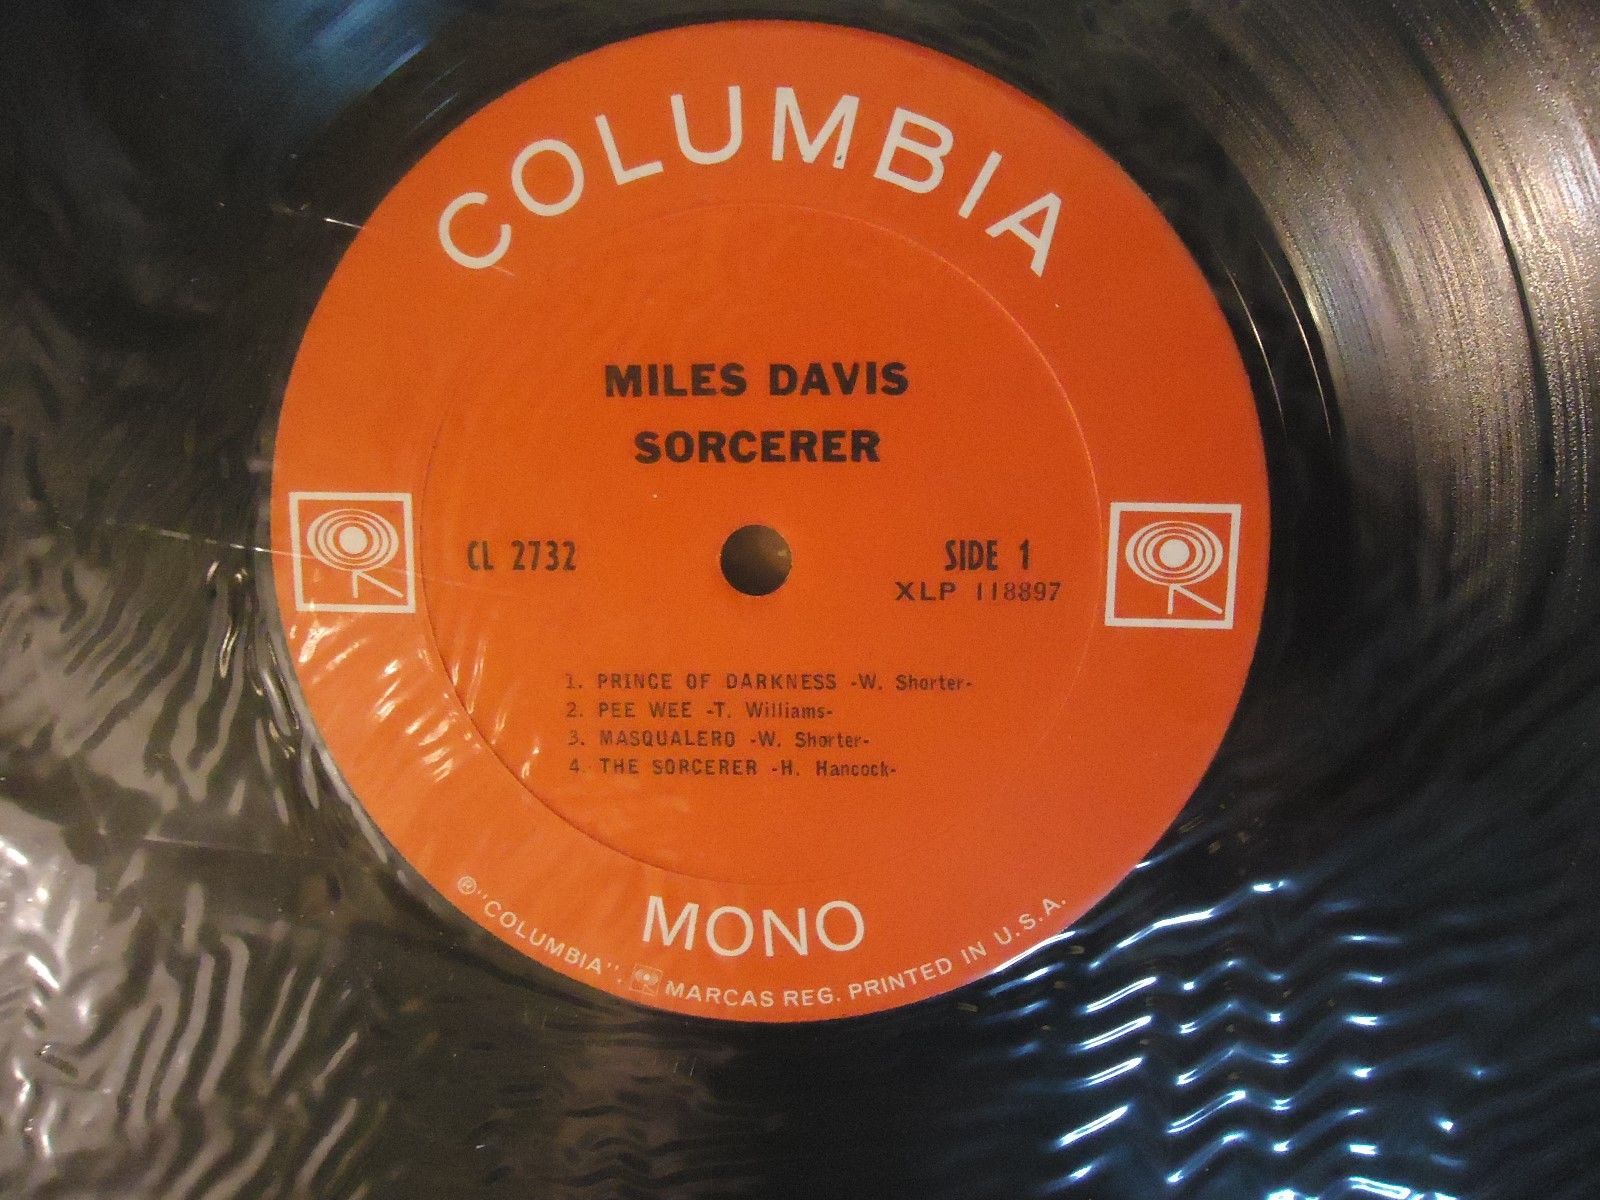 COLUMBIA
MILES DAVIS
SORCERER
CL 2732
SIDE 1
XLP 118897
1. PRINCE OF DARKNESS -W. Shorter-
2. PEE WEE -T. Williams-
3. MASQUALERO -W. Shorter-
4. THE SORCERER -H. Hancock-
MONO
® "COLUMBIA", MARCAS REG. PRINTED IN U.S.A.